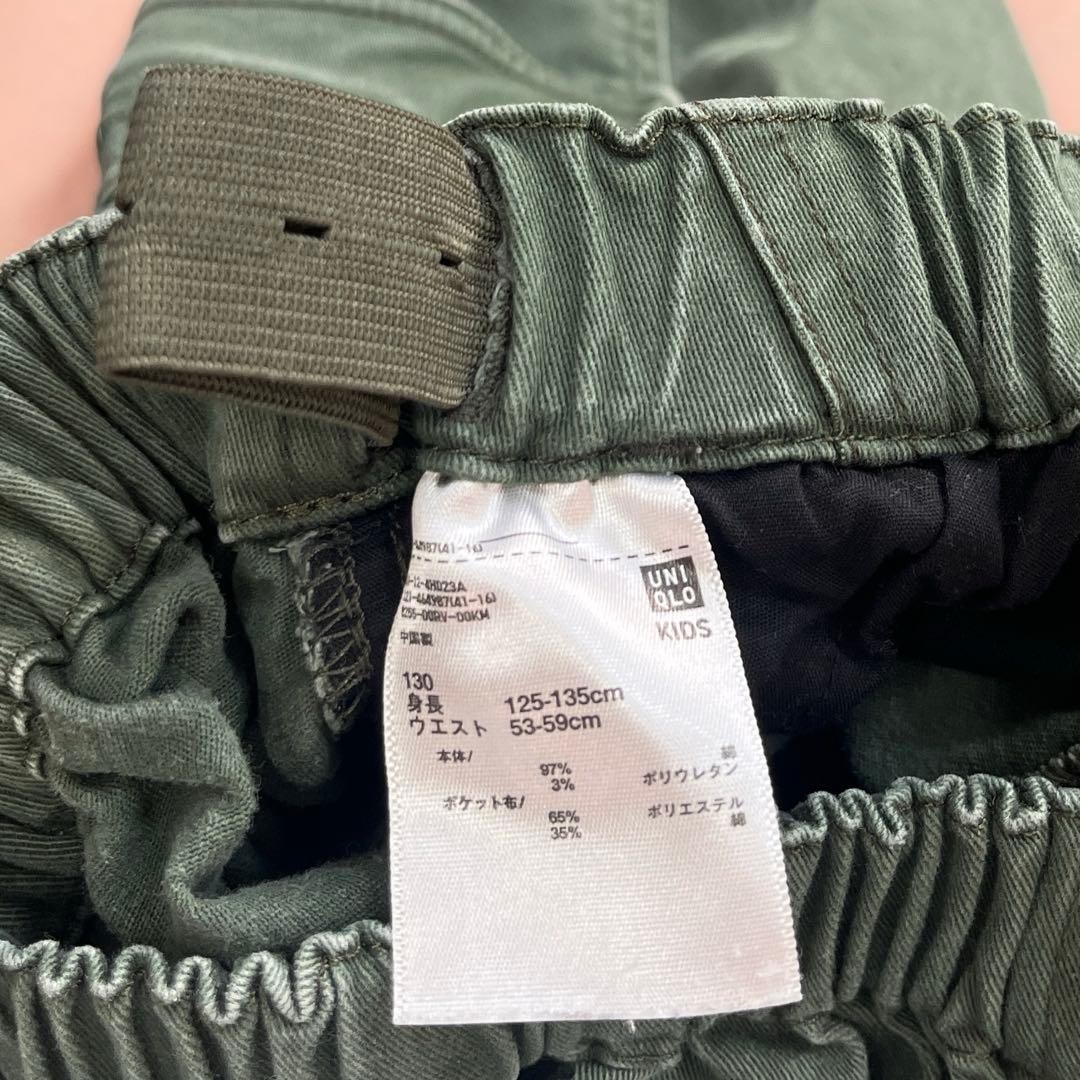 UNI
QLO
KIDS
中国製
130
身長 125-135cm
ウエスト 53-59cm
本体/ 綿
97% ポリウレタン
3%
ポケット布/ ポリエステル
65% 綿
35%